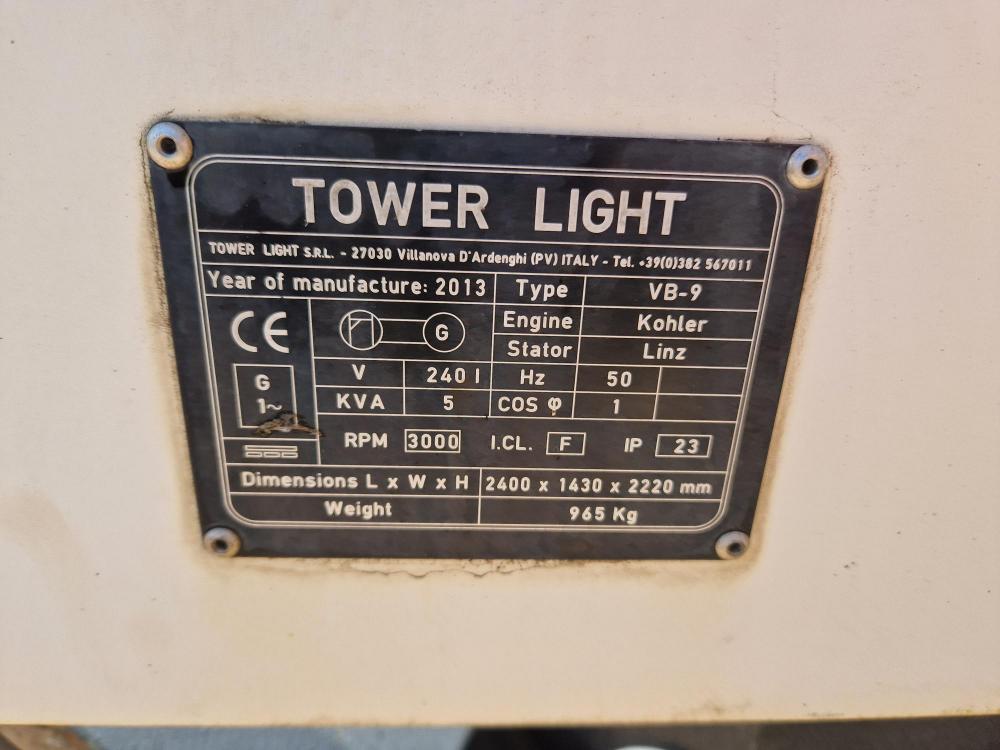 TOWER LIGHT
TOWER LIGHT S.R.L. - 27030 Villanova D'Ardenghi (PV) ITALY - Tel. +39(0)382 567011
Year of manufacture: 2013 Type VB-9
CE G Engine Kohler
Stator Linz
G 1~ V 240 I Hz 50
KVA 5 COS φ 1
RPM 3000 I.CL. F IP 23
Dimensions L x W x H 2400 x 1430 x 2220 mm
Weight 965 Kg